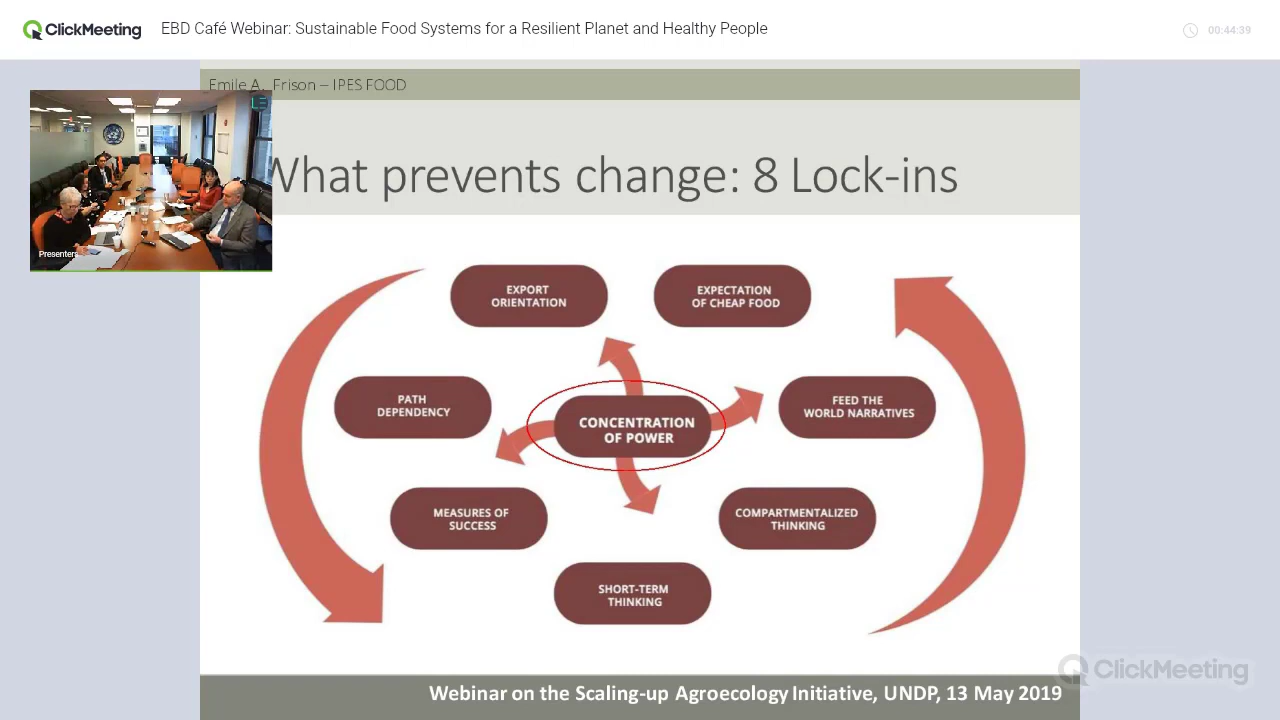 ClickMeeting
EBD Café Webinar: Sustainable Food Systems for a Resilient Planet and Healthy People
00:44:39
Emile A. Frison – IPES FOOD
What prevents change: 8 Lock-ins
Presenter
EXPORT
ORIENTATION
EXPECTATION
OF CHEAP FOOD
PATH
DEPENDENCY
CONCENTRATION
OF POWER
FEED THE
WORLD NARRATIVES
MEASURES OF
SUCCESS
COMPARTMENTALIZED
THINKING
SHORT-TERM
THINKING
ClickMeeting
Webinar on the Scaling-up Agroecology Initiative, UNDP, 13 May 2019